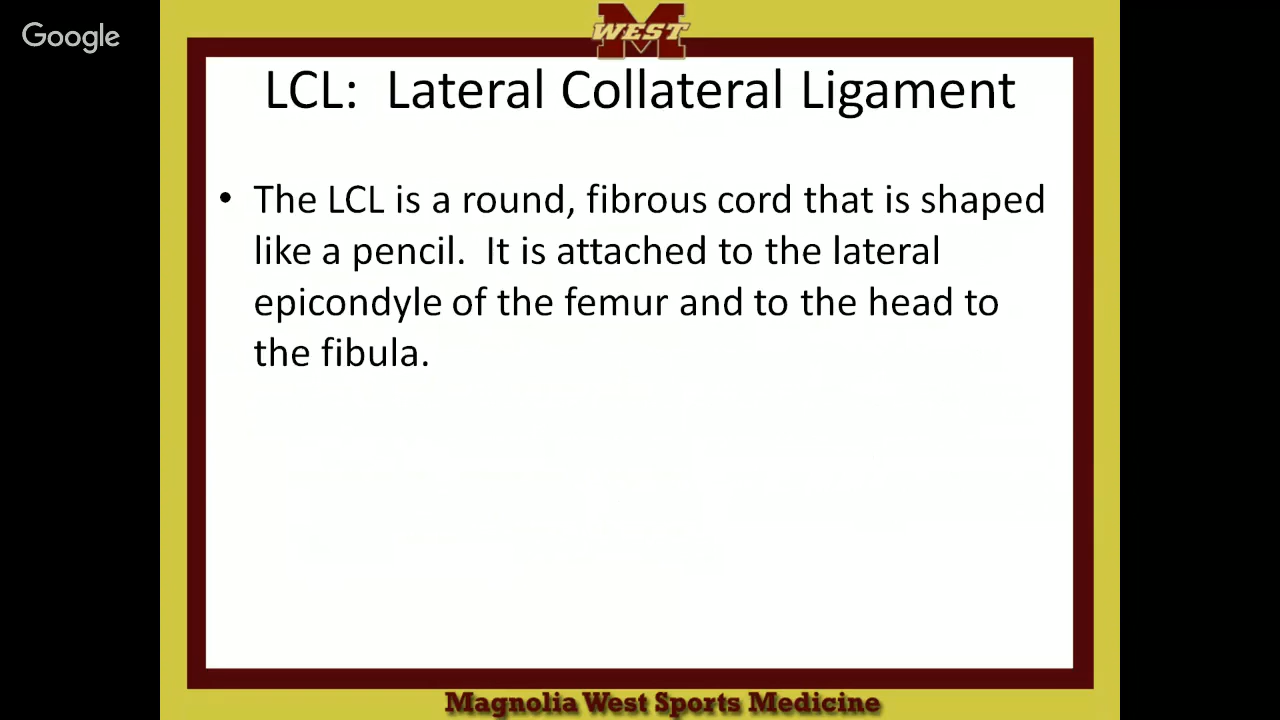 Google
M
WEST
LCL: Lateral Collateral Ligament
• The LCL is a round, fibrous cord that is shaped
like a pencil. It is attached to the lateral
epicondyle of the femur and to the head to
the fibula.
Magnolia West Sports Medicine